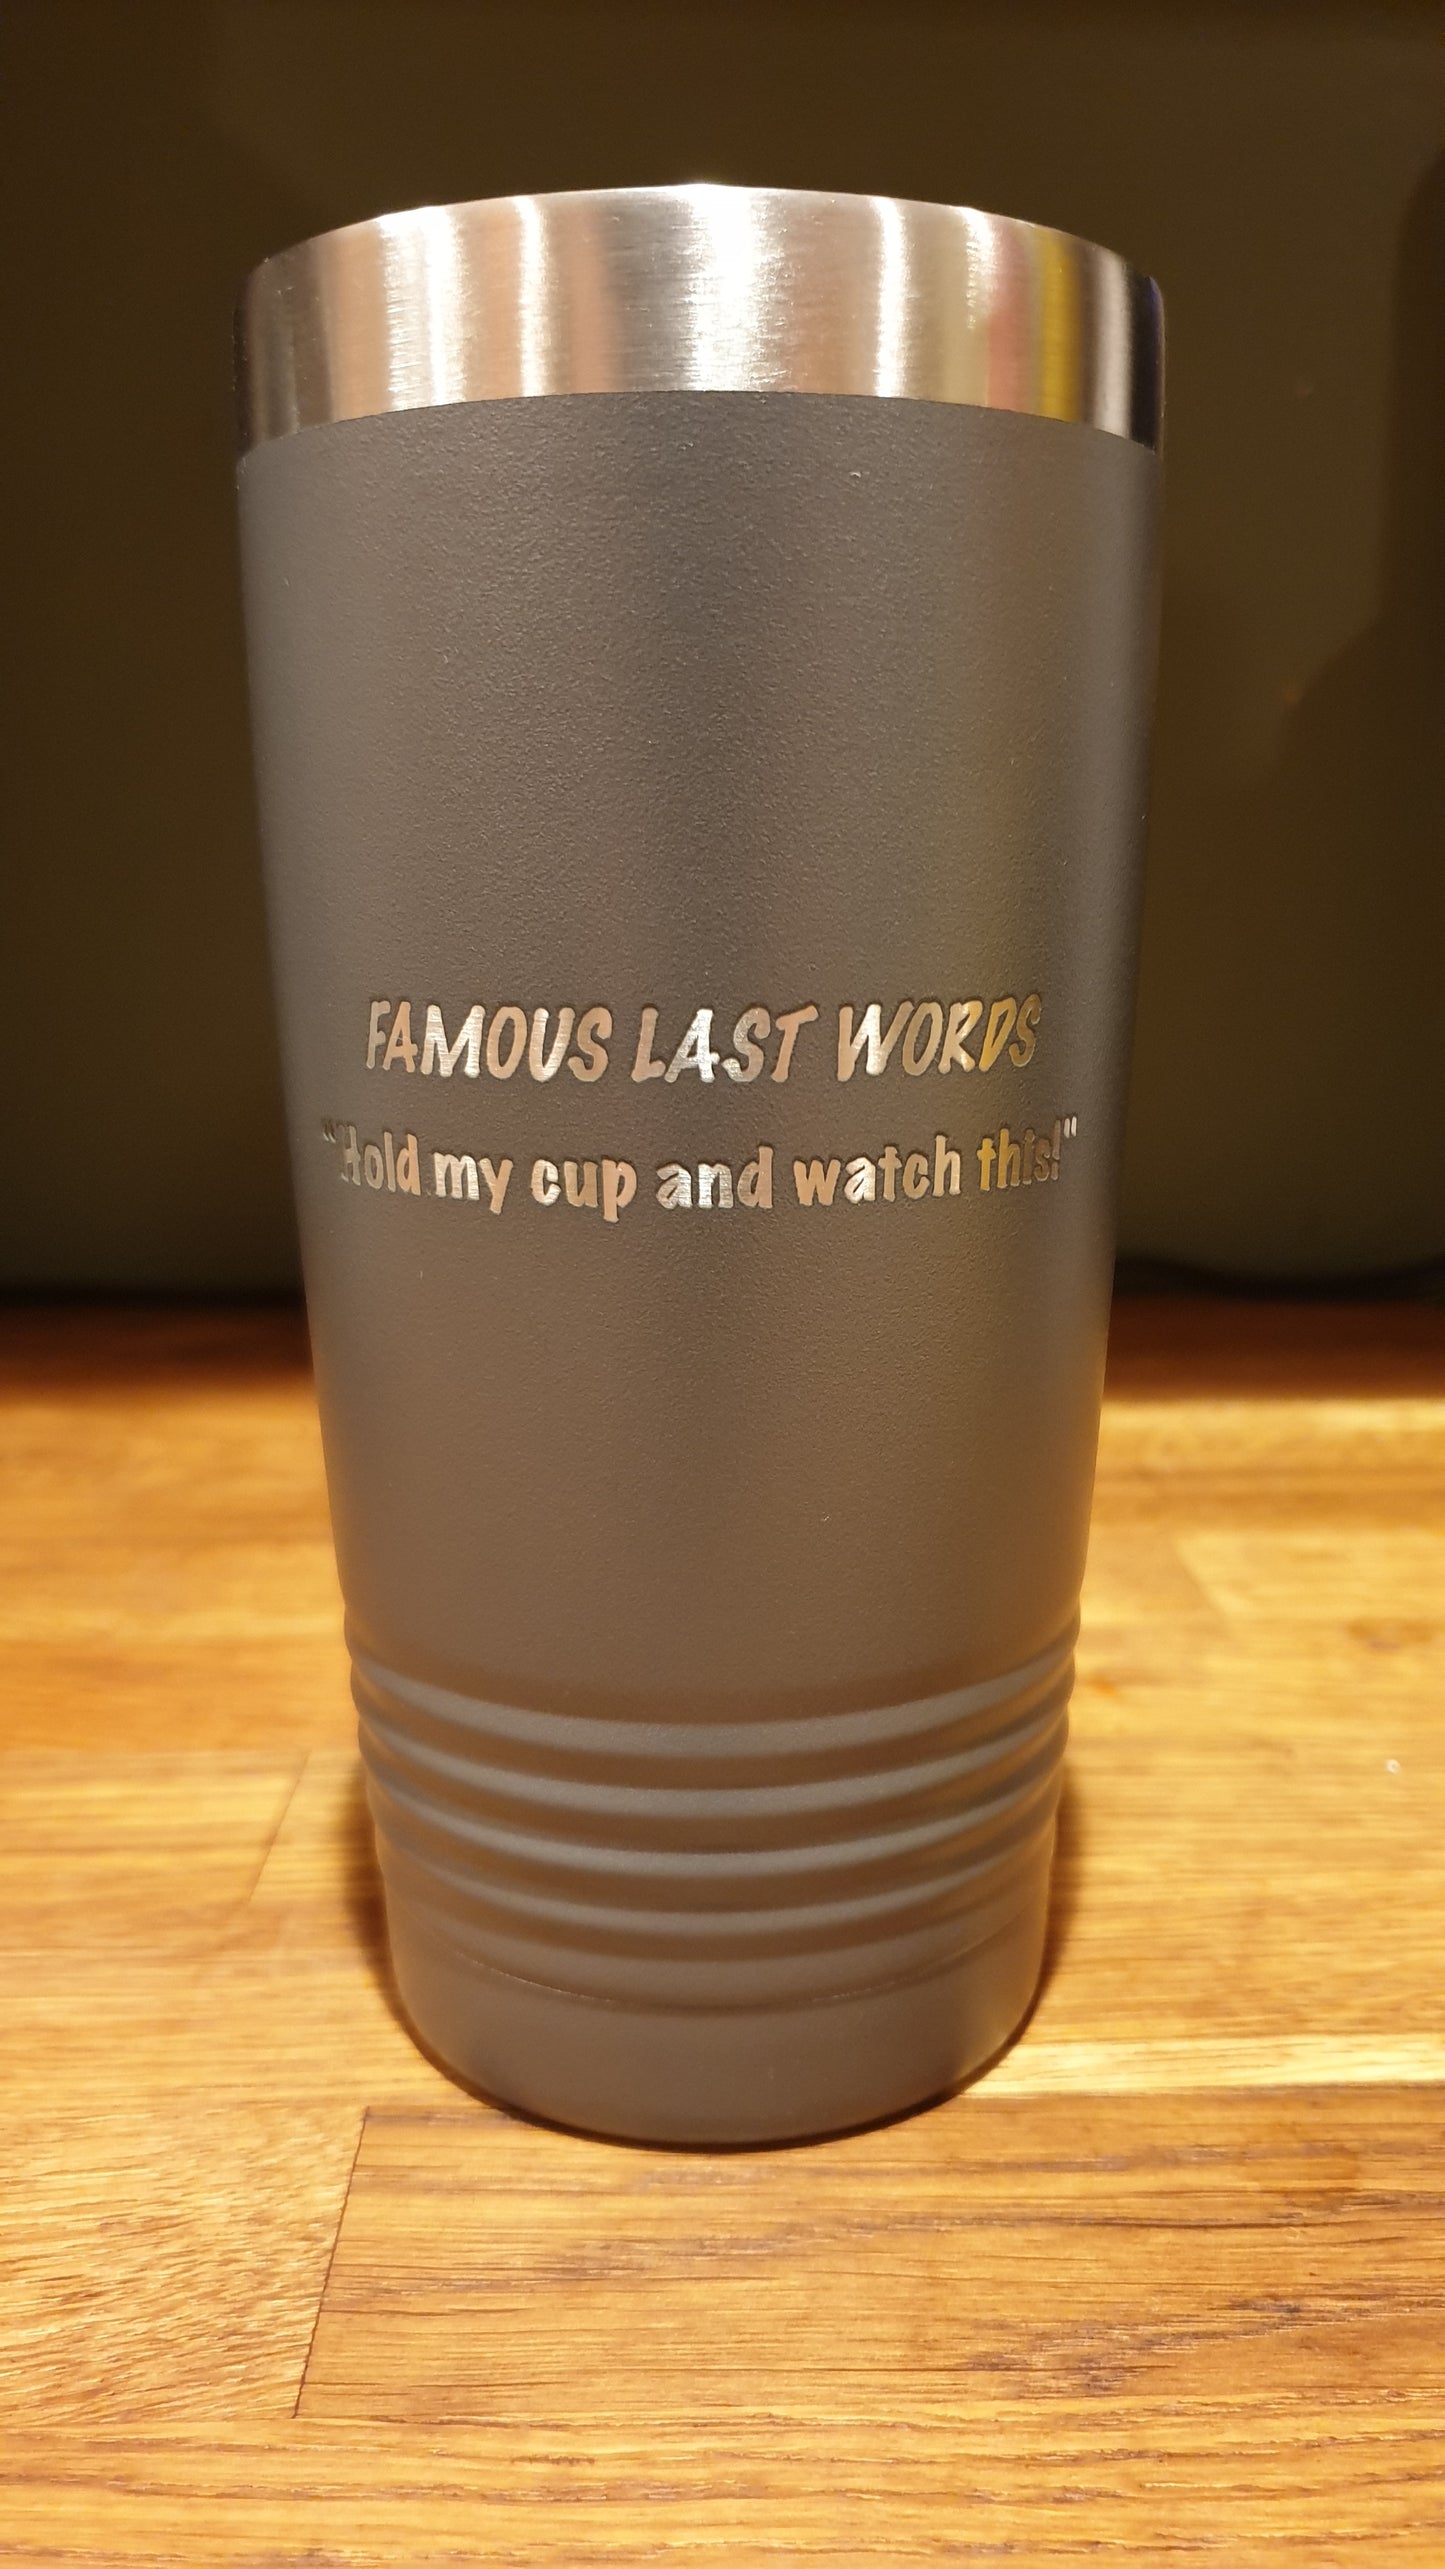 FAMOUS LAST WORDS
"Hold my cup and watch this!"